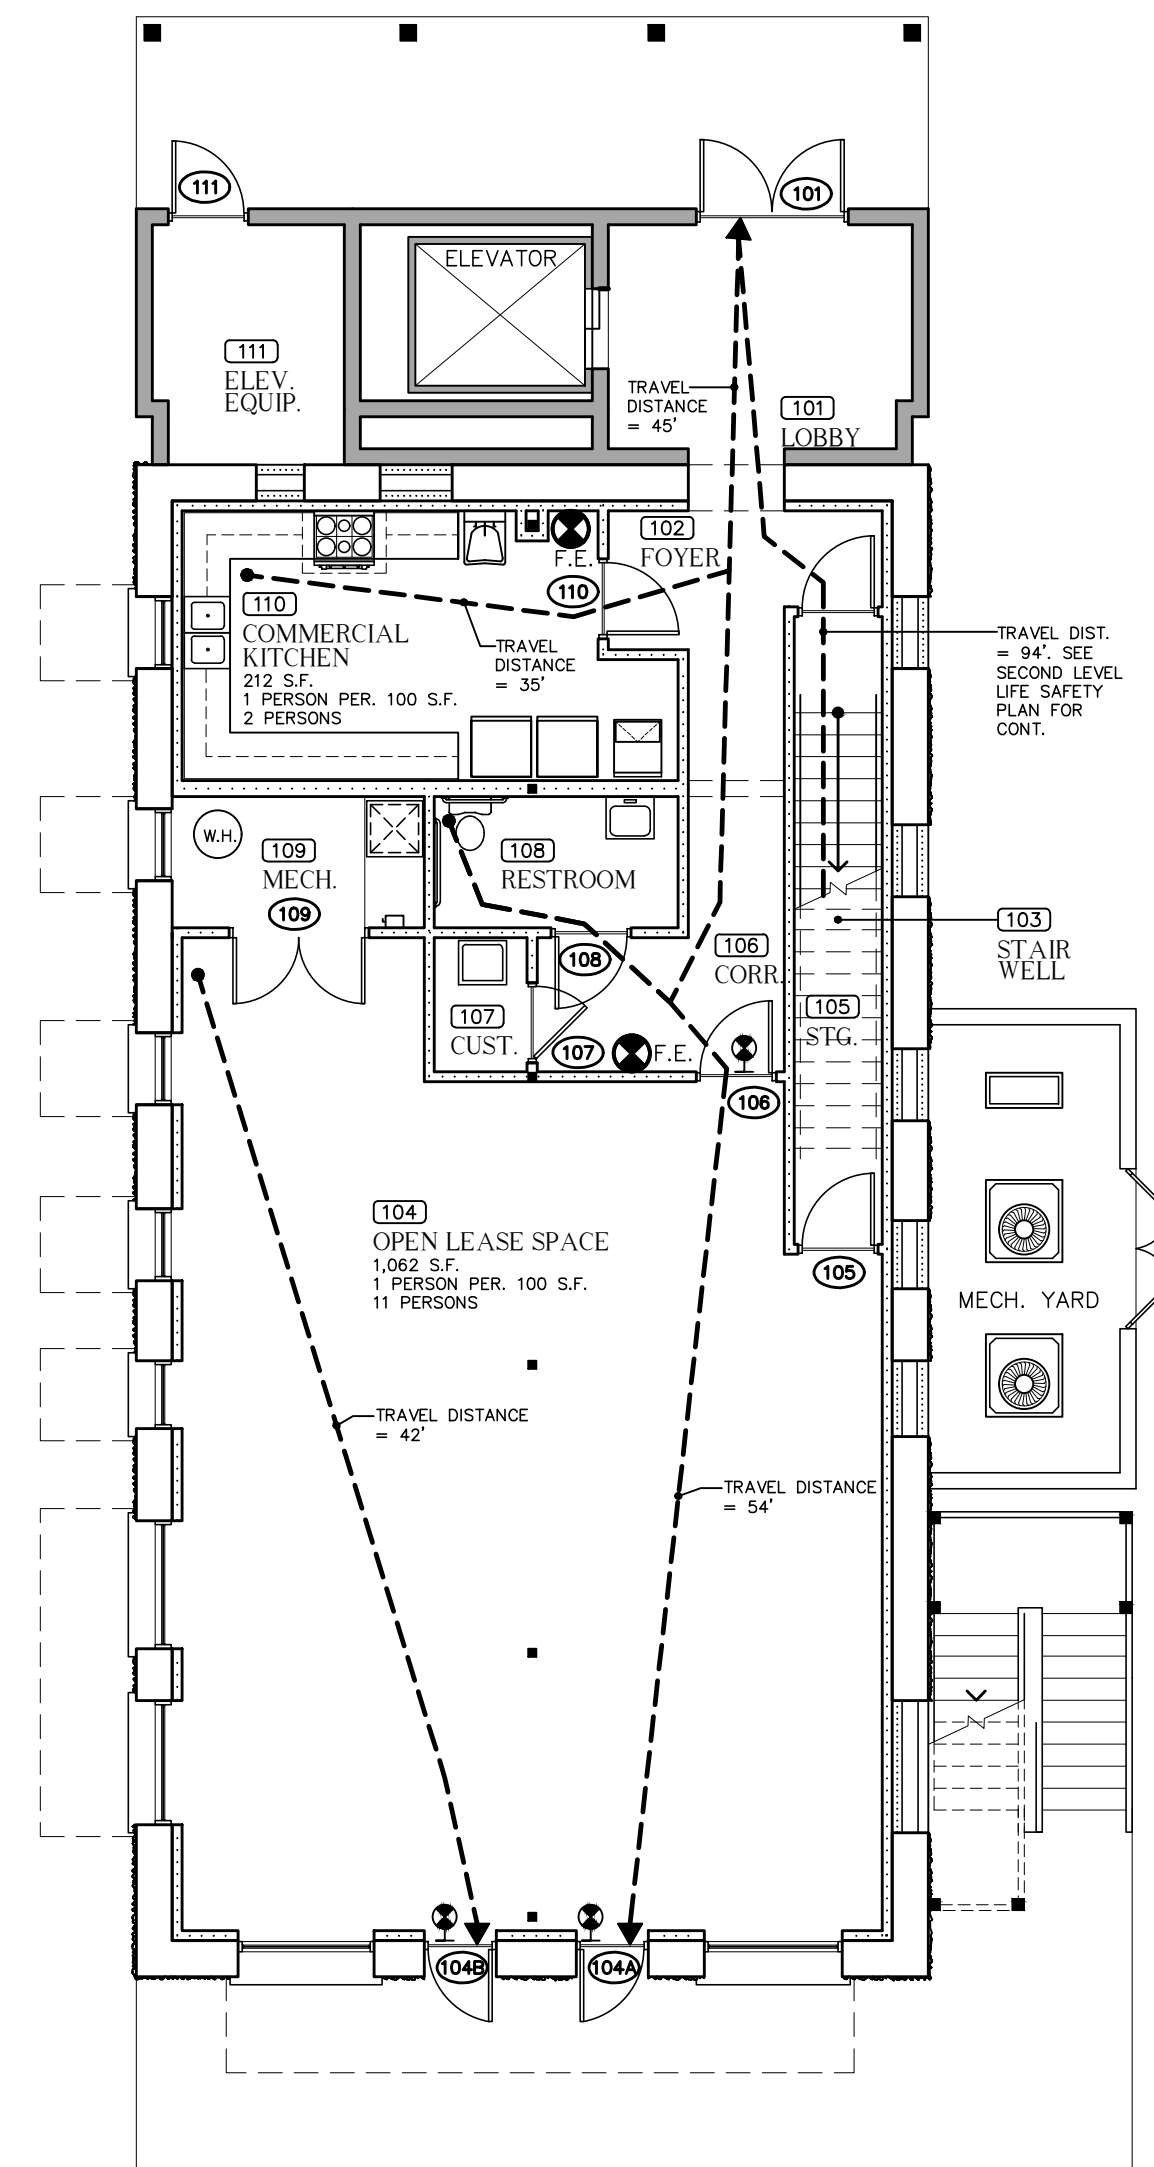 111
101
ELEVATOR
111
ELEV.
EQUIP.
TRAVEL
DISTANCE
= 45'
101
LOBBY
102
FOYER
F.E.
110
110
COMMERCIAL
KITCHEN
212 S.F.
1 PERSON PER. 100 S.F.
2 PERSONS
TRAVEL
DISTANCE
= 35'
TRAVEL DIST.
= 94'. SEE
SECOND LEVEL
LIFE SAFETY
PLAN FOR
CONT.
W.H.
109
MECH.
109
108
RESTROOM
108
106
CORR.
103
STAIR
WELL
107
CUST.
107
F.E.
105
STG.
106
104
OPEN LEASE SPACE
1,062 S.F.
1 PERSON PER. 100 S.F.
11 PERSONS
105
MECH. YARD
TRAVEL DISTANCE
= 42'
TRAVEL DISTANCE
= 54'
104B
104A